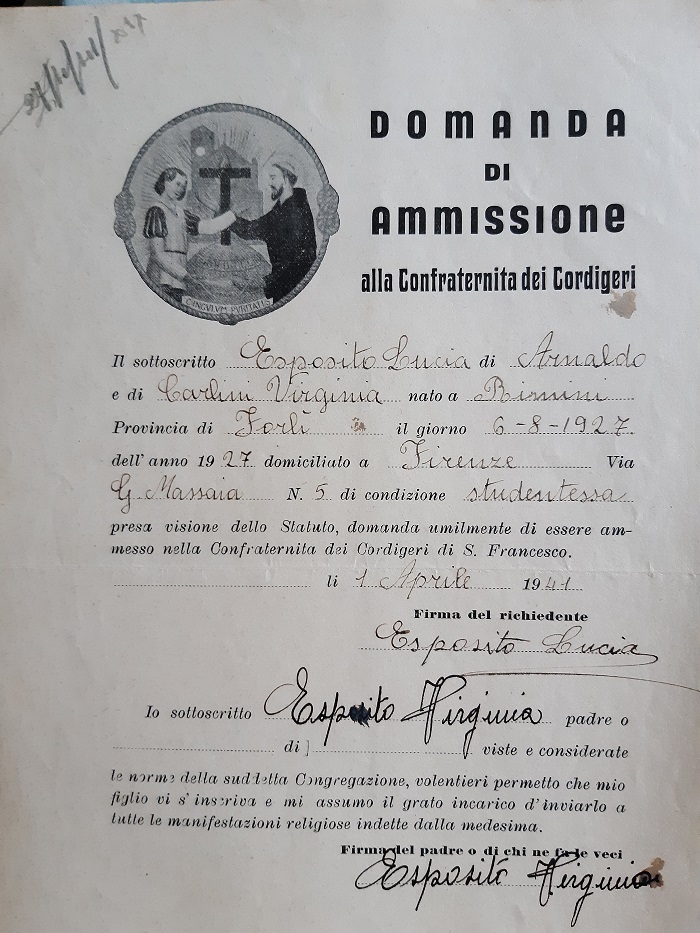 DOMANDA
DI
AMMISSIONE
alla Confraternita dei Cordigeri
CINGULUM PURITATIS
Il sottoscritto Esposito Lucia di Arnaldo
e di Carlini Virginia nato a Rimini
Provincia di Forlì il giorno 6-8-1927
dell'anno 1927 domiciliato a Firenze Via
G. Massaia N. 5 di condizione studentessa
presa visione dello Statuto, domanda umilmente di essere am-
messo nella Confraternita dei Cordigeri di S. Francesco.
li 1 Aprile 1941
Firma del richiedente
Esposito Lucia
Io sottoscritto Esposito Virginia padre o
di viste e considerate
le norme della suddetta Congregazione, volentieri permetto che mio
figlio vi s'inscriva e mi assumo il grato incarico d'inviarlo a
tutte le manifestazioni religiose indette dalla medesima.
Firma del padre o di chi ne fa le veci
Esposito Virginia